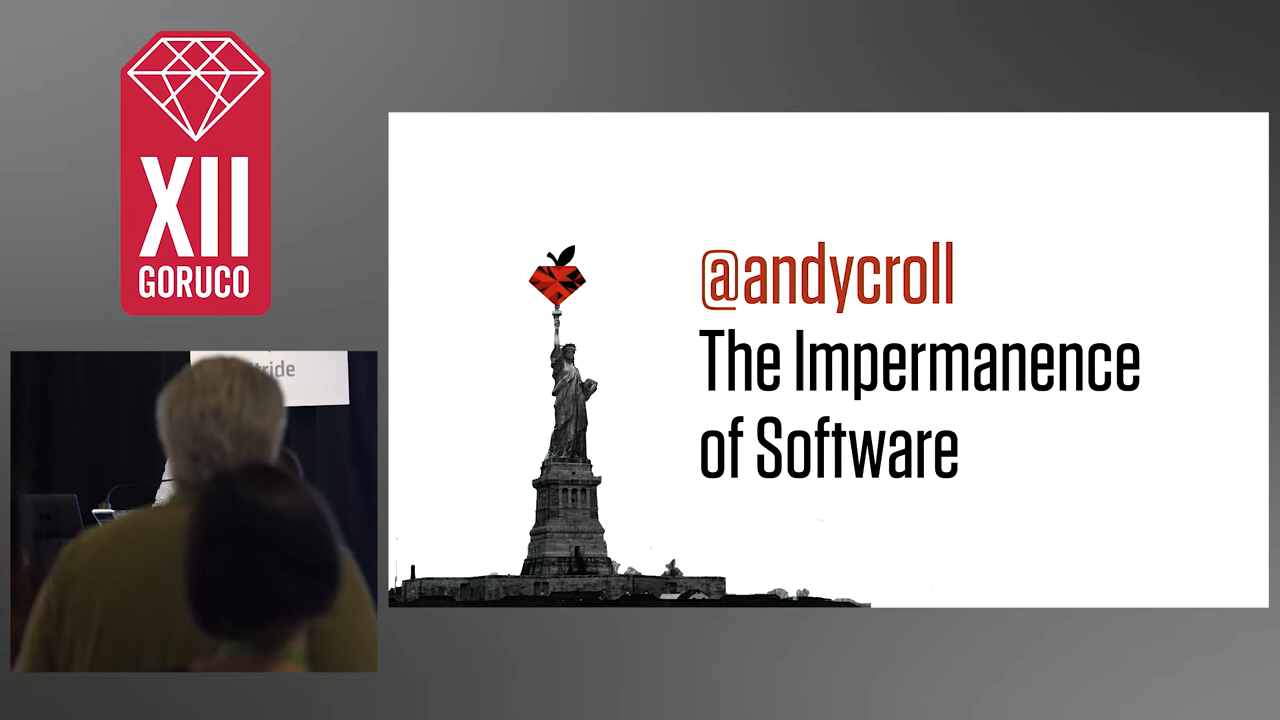 XII
GORUCO
@andycroll
The Impermanence
of Software